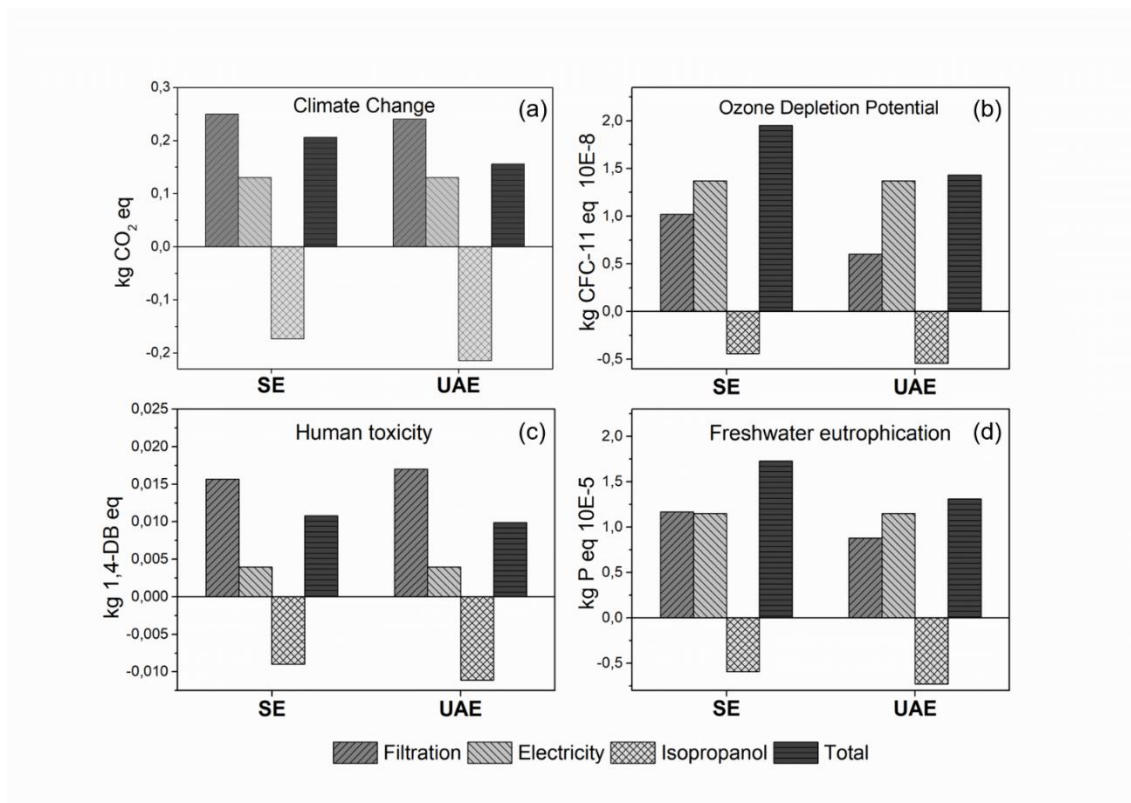 Climate Change (a)
kg CO₂ eq
0,3
0,2
0,1
0,0
-0,1
-0,2
SE UAE
Ozone Depletion Potential (b)
kg CFC-11 eq 10E-8
2,0
1,5
1,0
0,5
0,0
-0,5
SE UAE
Human toxicity (c)
kg 1,4-DB eq
0,025
0,020
0,015
0,010
0,005
0,000
-0,005
-0,010
SE UAE
Freshwater eutrophication (d)
kg P eq 10E-5
2,0
1,5
1,0
0,5
0,0
-0,5
SE UAE
Filtration Electricity Isopropanol Total